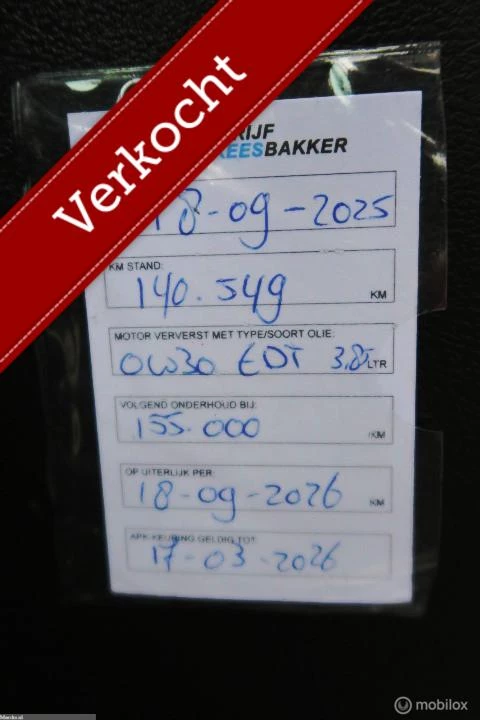 Verkocht
RIJF
KEESBAKKER
18-09-2025
KM STAND:
140.549 KM
MOTOR VERVERST MET TYPE/SOORT OLIE:
0W30 EDT 3,8 LTR
VOLGEND ONDERHOUD BIJ:
155.000 KM
OP UITERLIJK PER:
18-09-2026 KM
APK-KEURING GELDIG TOT:
17-03-2026
mobilox